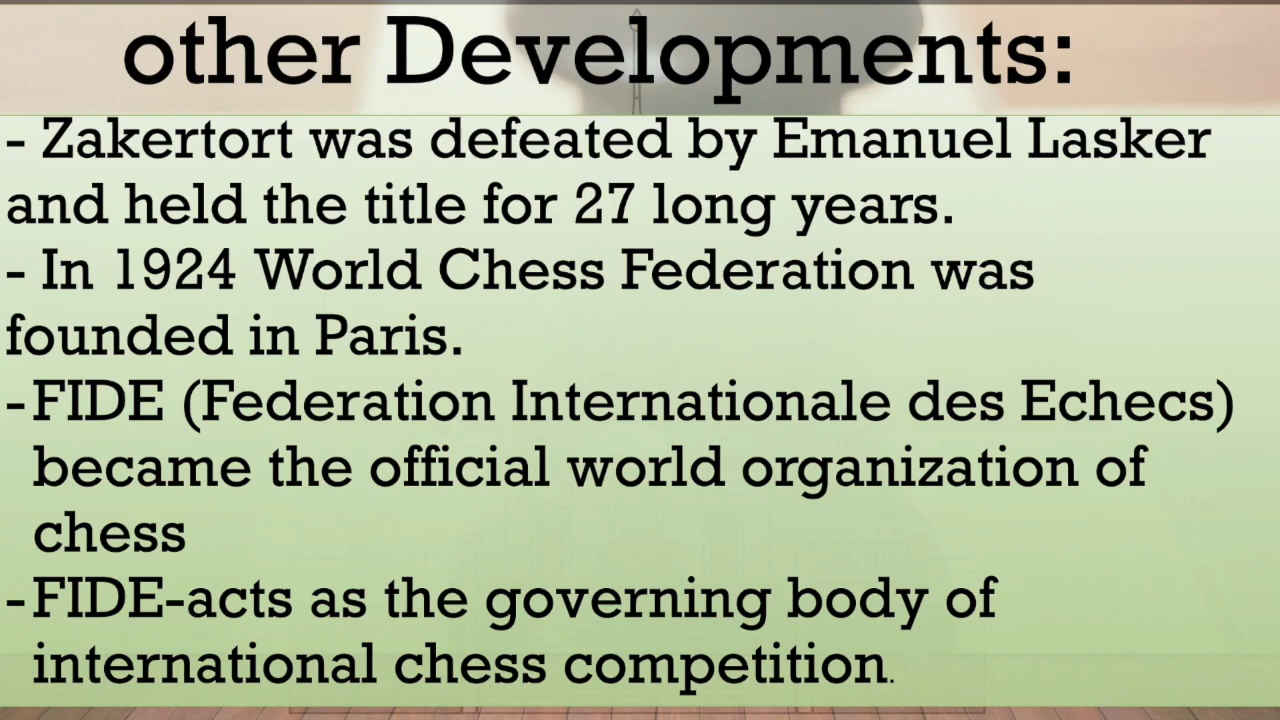 other Developments:
- Zakertort was defeated by Emanuel Lasker
and held the title for 27 long years.
- In 1924 World Chess Federation was
founded in Paris.
-FIDE (Federation Internationale des Echecs)
became the official world organization of
chess
-FIDE-acts as the governing body of
international chess competition.